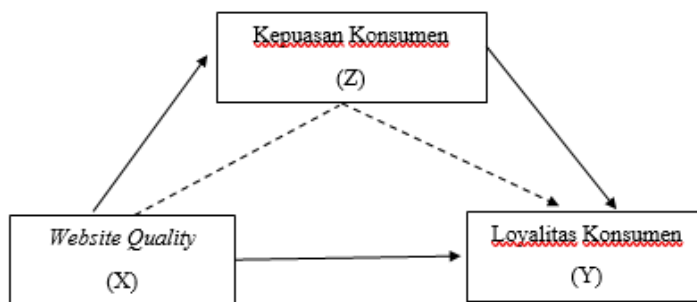 Kepuasan Konsumen
(Z)
Website Quality
(X)
Loyalitas Konsumen
(Y)